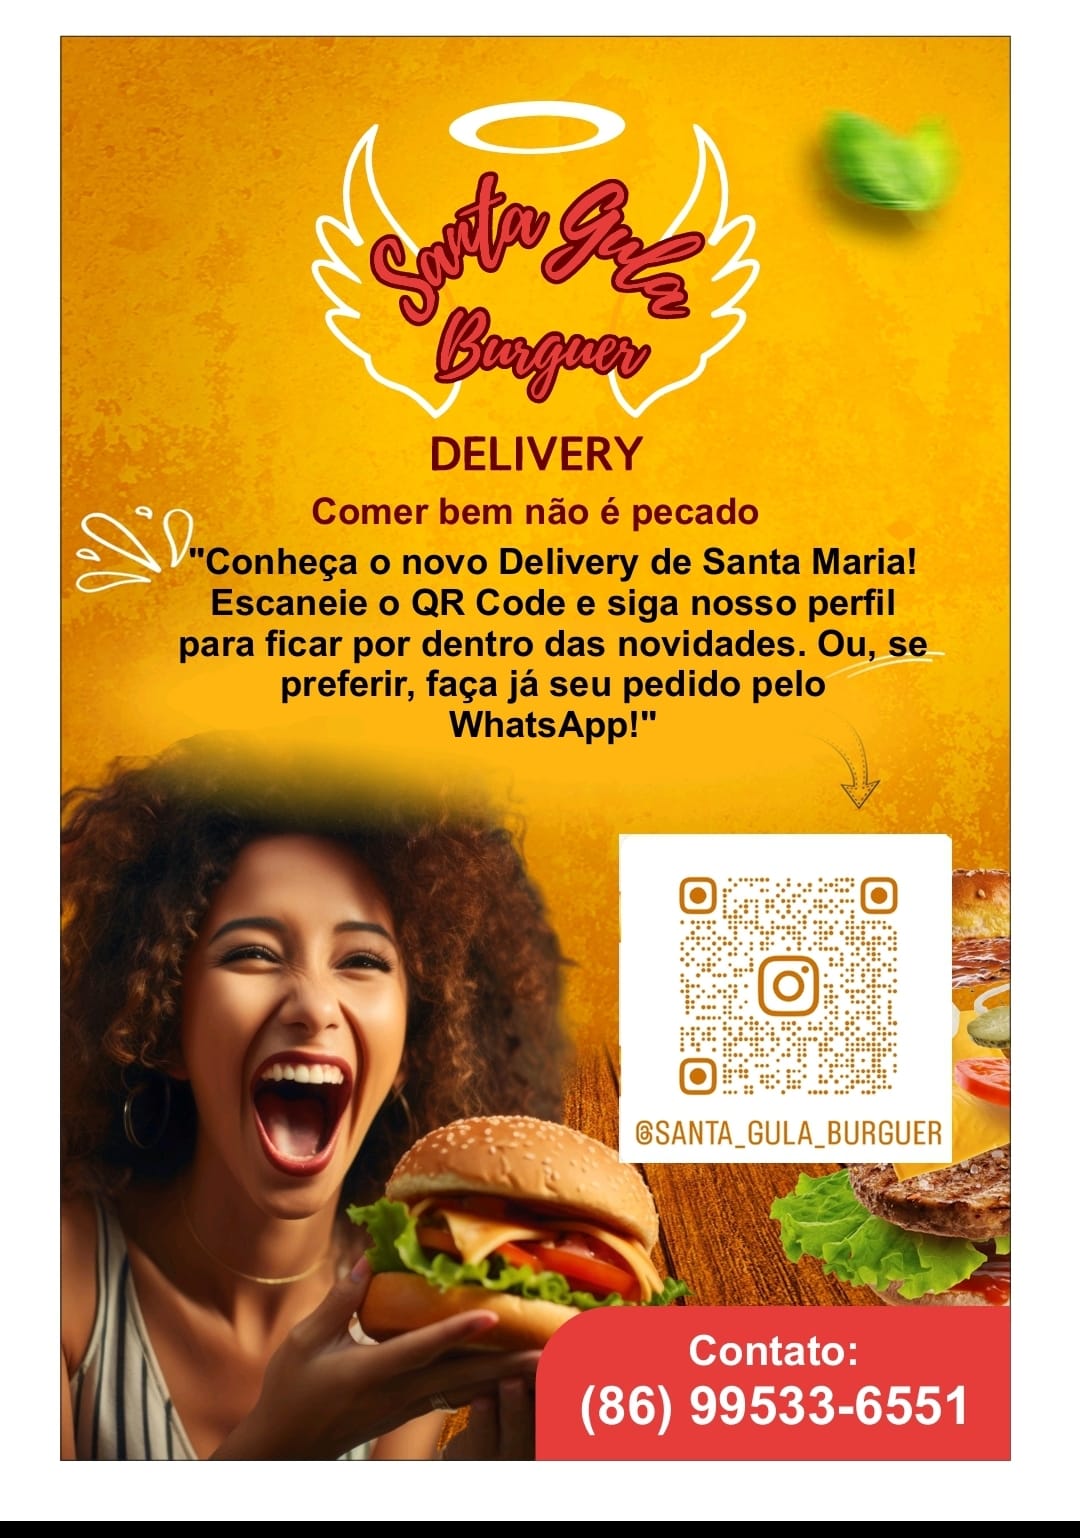 Santa Gula
Burguer
DELIVERY
Comer bem não é pecado
"Conheça o novo Delivery de Santa Maria!
Escaneie o QR Code e siga nosso perfil
para ficar por dentro das novidades. Ou, se
preferir, faça já seu pedido pelo
WhatsApp!"
@SANTA_GULA_BURGUER
Contato:
(86) 99533-6551